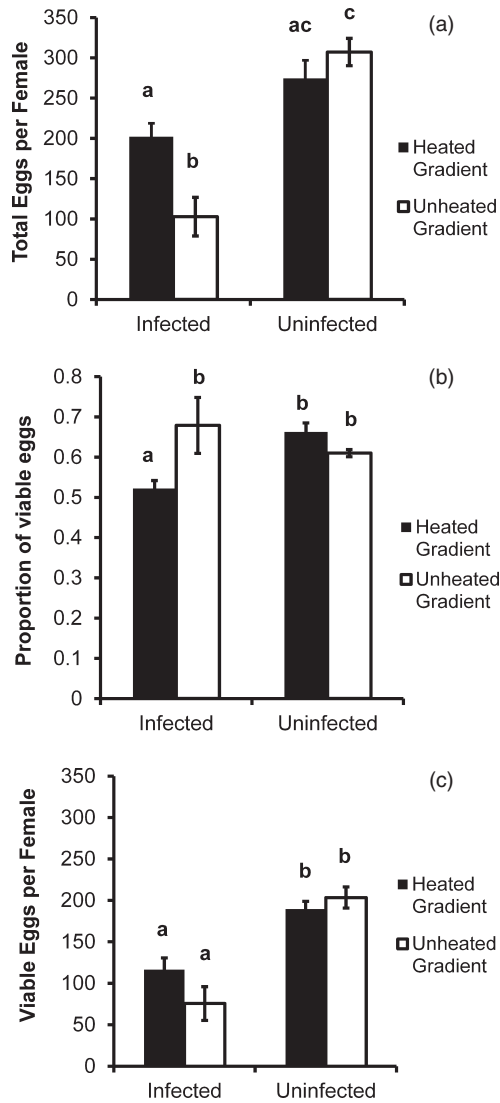 (a)
Total Eggs per Female
350
300
250
200
150
100
50
0
a
b
ac
c
Infected
Uninfected
Heated
Gradient
Unheated
Gradient
(b)
Proportion of viable eggs
0.8
0.7
0.6
0.5
0.4
0.3
0.2
0.1
0
a
b
b
b
Infected
Uninfected
Heated
Gradient
Unheated
Gradient
(c)
Viable Eggs per Female
350
300
250
200
150
100
50
0
a
a
b
b
Infected
Uninfected
Heated
Gradient
Unheated
Gradient